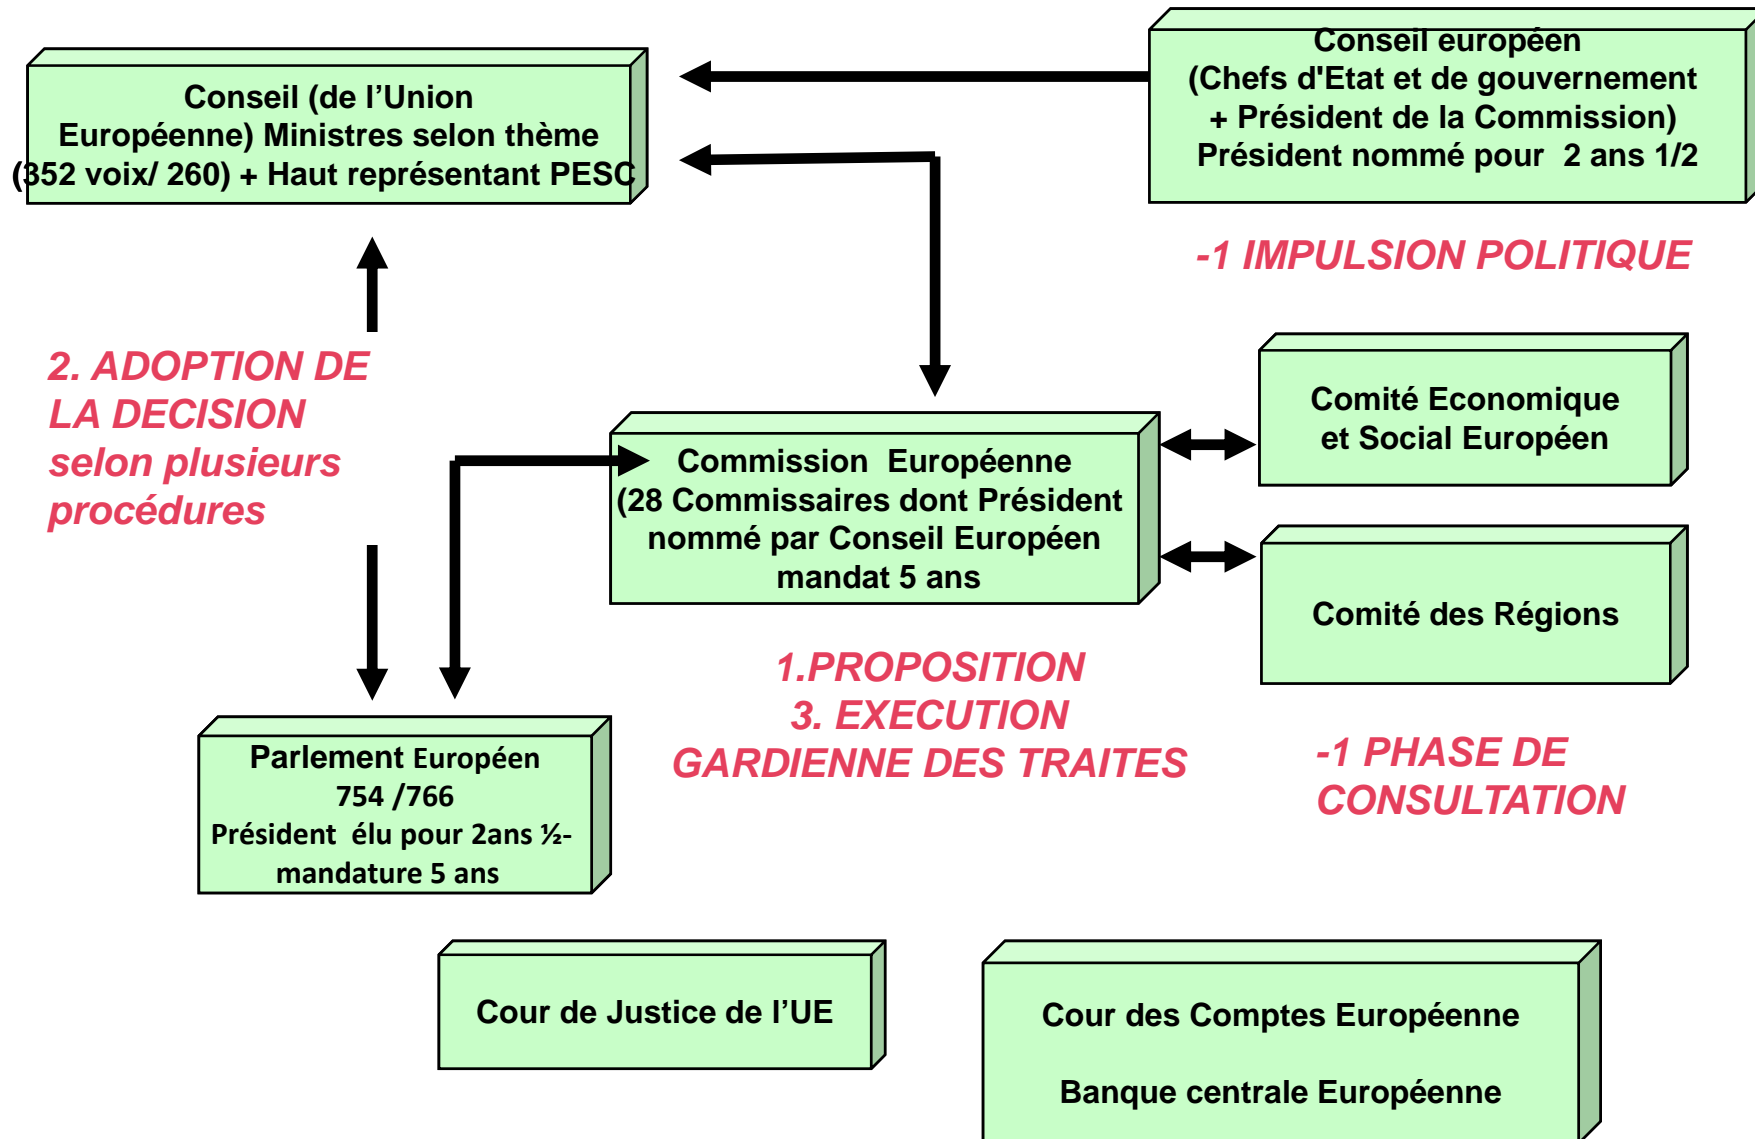 Conseil (de l’Union
Européenne) Ministres selon thème
(352 voix/ 260) + Haut représentant PESC
Conseil européen
(Chefs d'Etat et de gouvernement
+ Président de la Commission)
Président nommé pour 2 ans 1/2
-1 IMPULSION POLITIQUE
2. ADOPTION DE
LA DECISION
selon plusieurs
procédures
Comité Economique
et Social Européen
Commission Européenne
(28 Commissaires dont Président
nommé par Conseil Européen
mandat 5 ans
Comité des Régions
1.PROPOSITION
3. EXECUTION
GARDIENNE DES TRAITES
-1 PHASE DE
CONSULTATION
Parlement Européen
754 /766
Président élu pour 2ans ½-
mandature 5 ans
Cour de Justice de l’UE
Cour des Comptes Européenne
Banque centrale Européenne